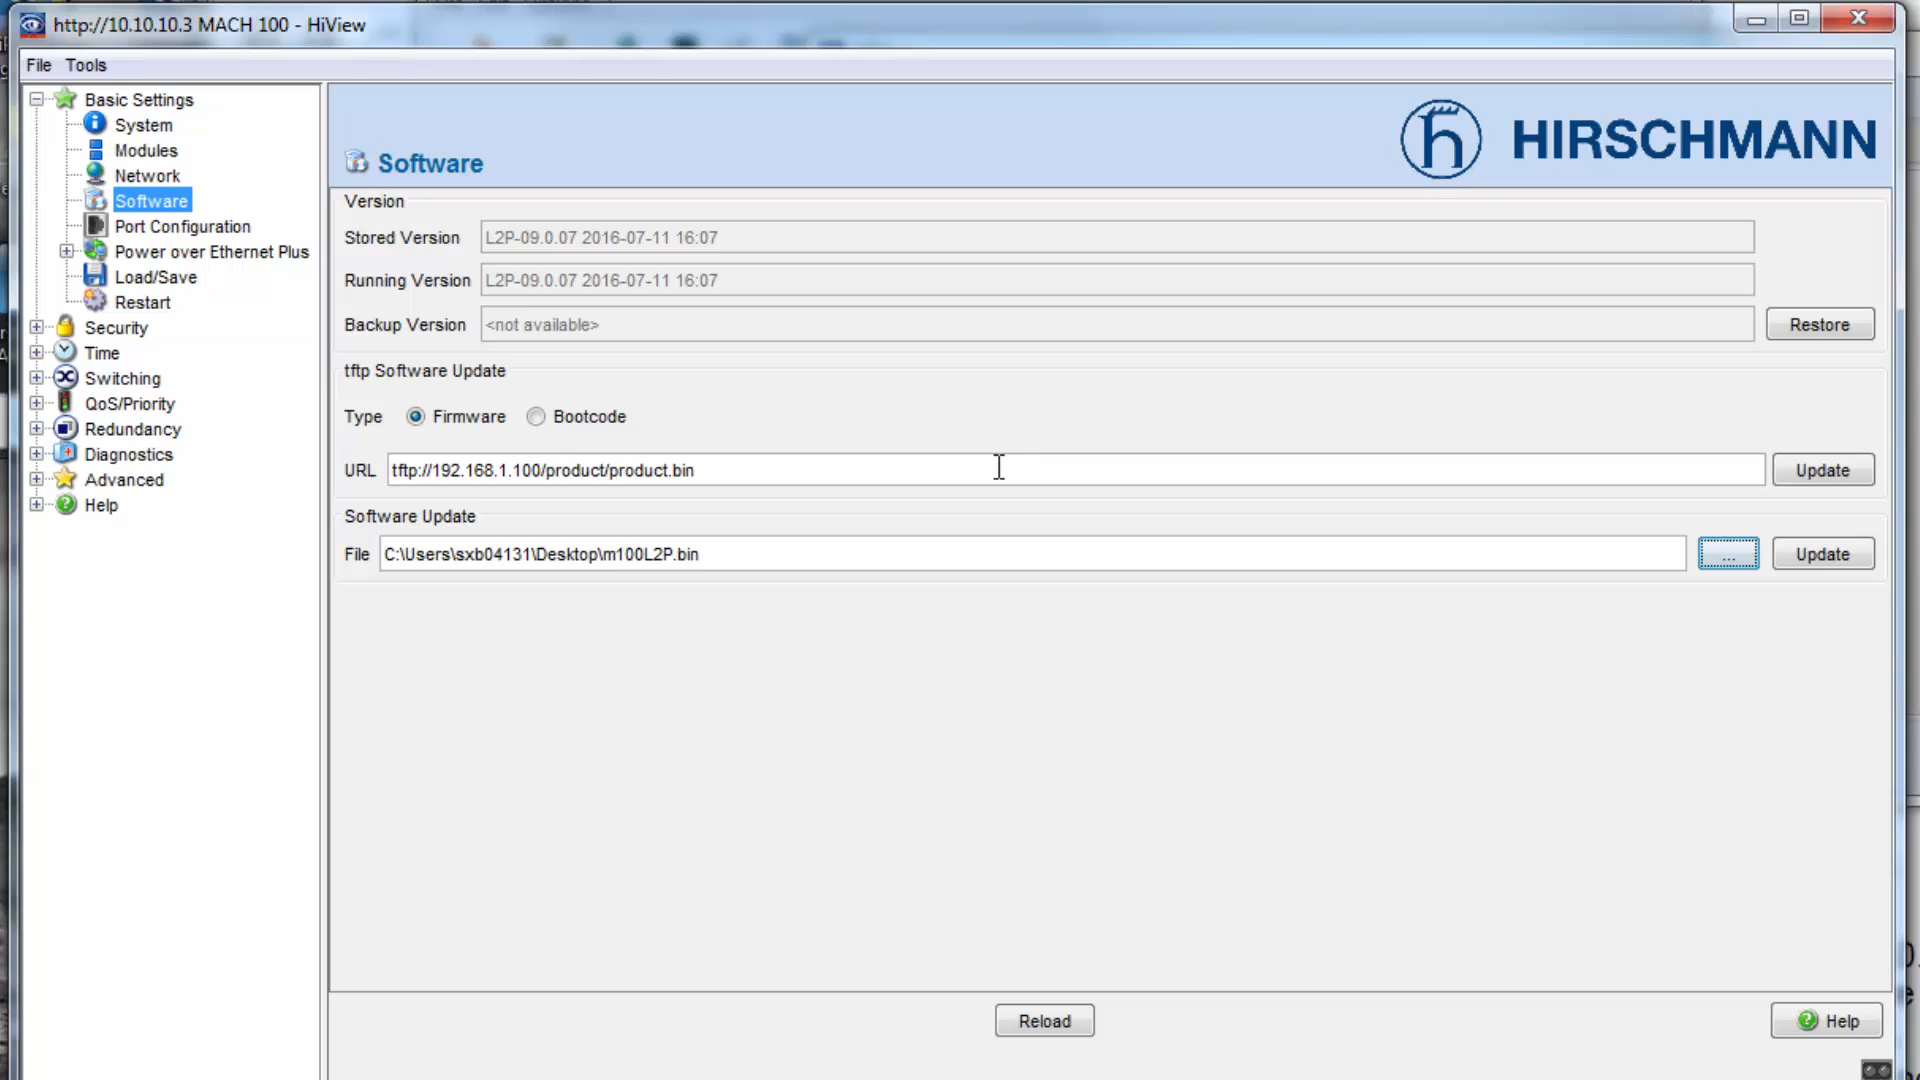 http://10.10.10.3 MACH 100 - HiView
File Tools
Basic Settings
System
Modules
Network
Software
Port Configuration
Power over Ethernet Plus
Load/Save
Restart
Security
Time
Switching
QoS/Priority
Redundancy
Diagnostics
Advanced
Help
HIRSCHMANN
Software
Version
Stored Version L2P-09.0.07 2016-07-11 16:07
Running Version L2P-09.0.07 2016-07-11 16:07
Backup Version <not available> Restore
tftp Software Update
Type Firmware Bootcode
URL tftp://192.168.1.100/product/product.bin Update
Software Update
File C:\Users\sxb04131\Desktop\m100L2P.bin ... Update
Reload Help